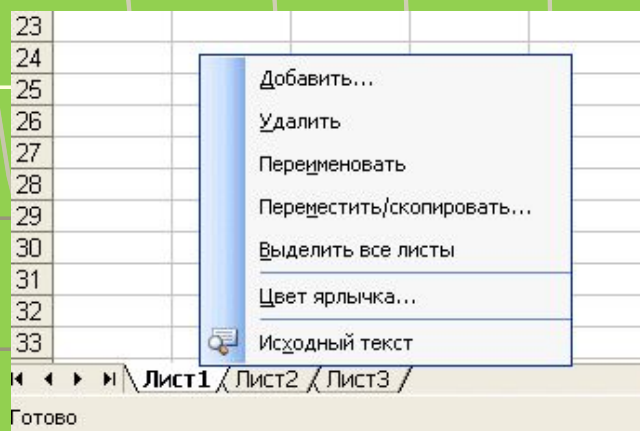 23
24
25
26
27
28
29
30
31
32
33
Добавить...
Удалить
Переименовать
Переместить/скопировать...
Выделить все листы
Цвет ярлычка...
Исходный текст
Лист1 Лист2 Лист3
Готово